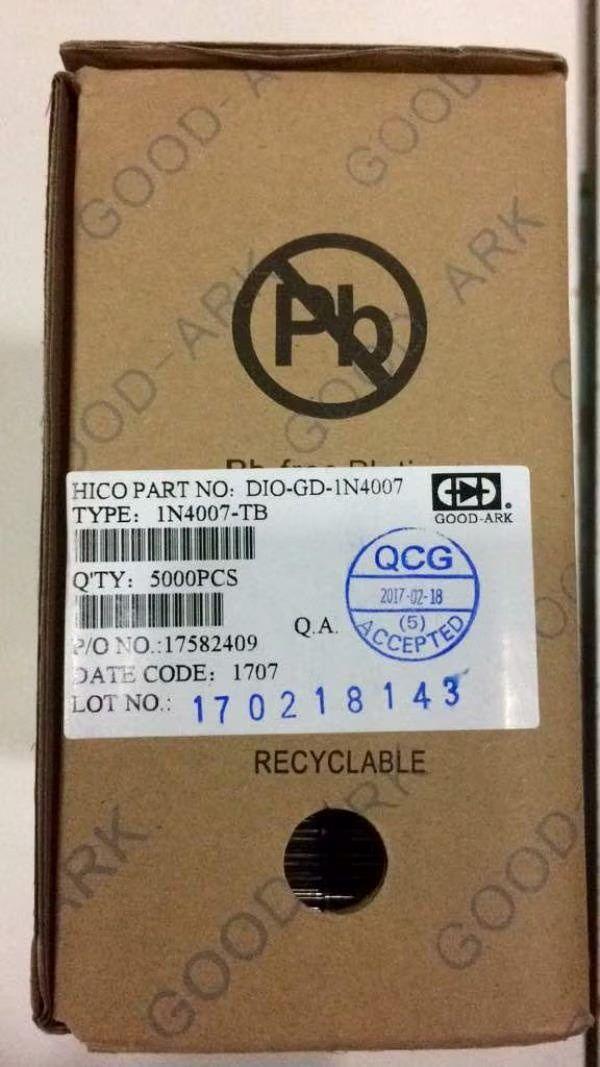 GOOD-A
GOOD
Pb
GOOD-ARK
ARK
HICO PART NO: DIO-GD-1N4007
TYPE: 1N4007-TB
GOOD-ARK
QCG
2017-02-18
(5)
ACCEPTED
Q'TY: 5000PCS
Q.A.
P/O NO.:17582409
DATE CODE: 1707
LOT NO.: 170218143
RECYCLABLE
ARK
GOOD
GOOD-